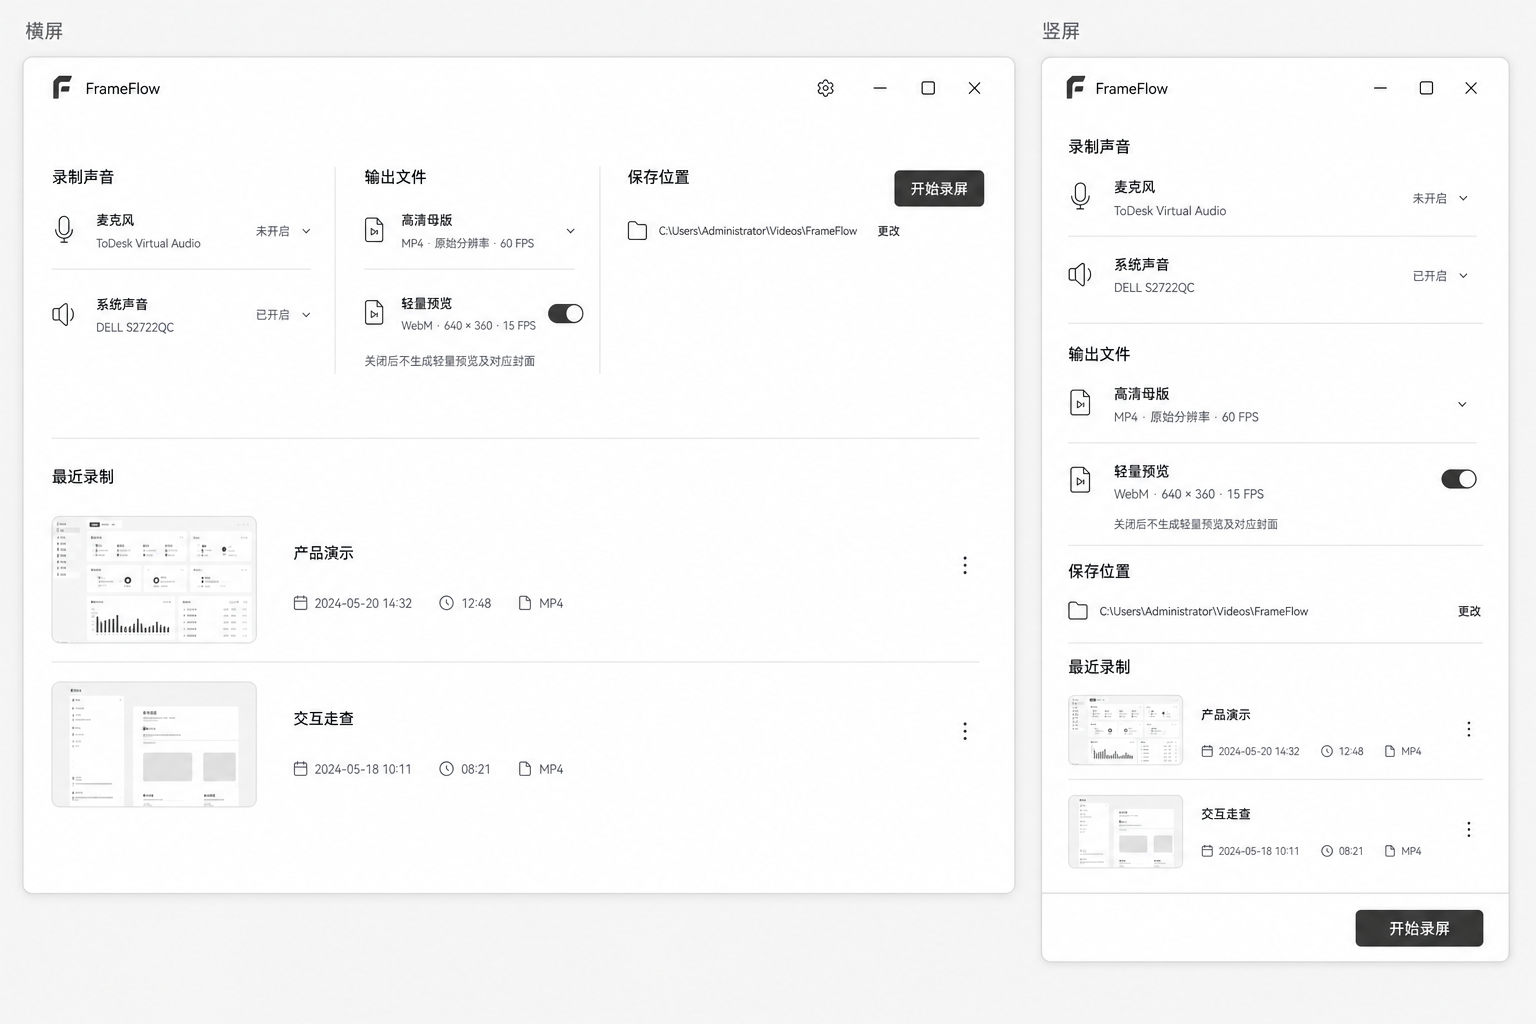 横屏
FrameFlow
录制声音
麦克风
ToDesk Virtual Audio
未开启
系统声音
DELL S2722QC
已开启
输出文件
高清母版
MP4 · 原始分辨率 · 60 FPS
轻量预览
WebM · 640 × 360 · 15 FPS
关闭后不生成轻量预览及对应封面
保存位置
C:\Users\Administrator\Videos\FrameFlow
更改
开始录屏
最近录制
产品演示
2024-05-20 14:32
12:48
MP4
交互走查
2024-05-18 10:11
08:21
MP4
竖屏
FrameFlow
录制声音
麦克风
ToDesk Virtual Audio
未开启
系统声音
DELL S2722QC
已开启
输出文件
高清母版
MP4 · 原始分辨率 · 60 FPS
轻量预览
WebM · 640 × 360 · 15 FPS
关闭后不生成轻量预览及对应封面
保存位置
C:\Users\Administrator\Videos\FrameFlow
更改
最近录制
产品演示
2024-05-20 14:32
12:48
MP4
交互走查
2024-05-18 10:11
08:21
MP4
开始录屏